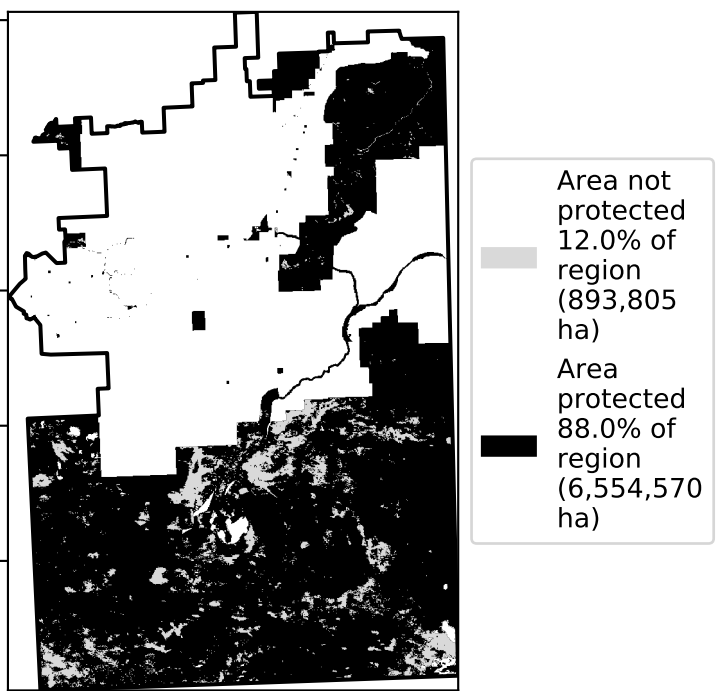 Area not
protected
12.0% of
region
(893,805
ha)
Area
protected
88.0% of
region
(6,554,570
ha)